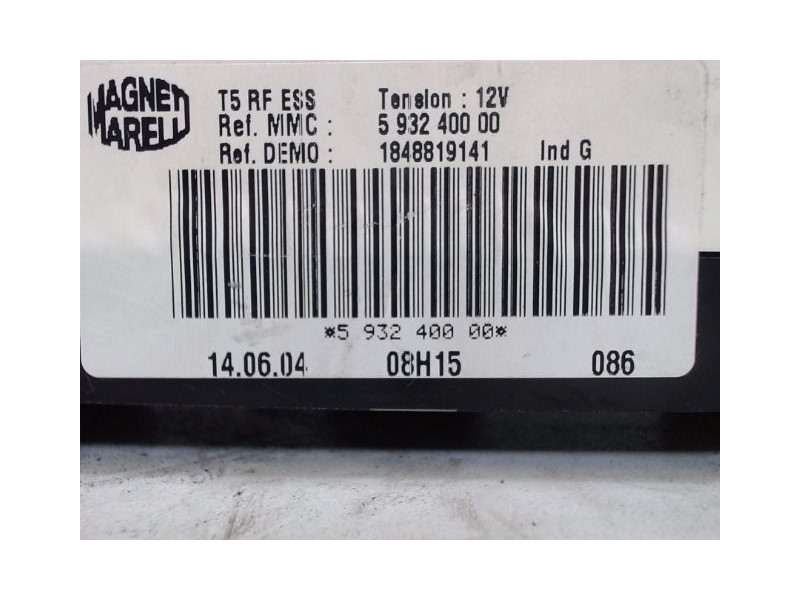 MAGNETI
MARELLI
T5 RF ESS Tension : 12V
Ref. MMC : 5 932 400 00
Ref. DEMO : 1848819141 Ind G
*5 932 400 00*
14.06.04 08H15 086